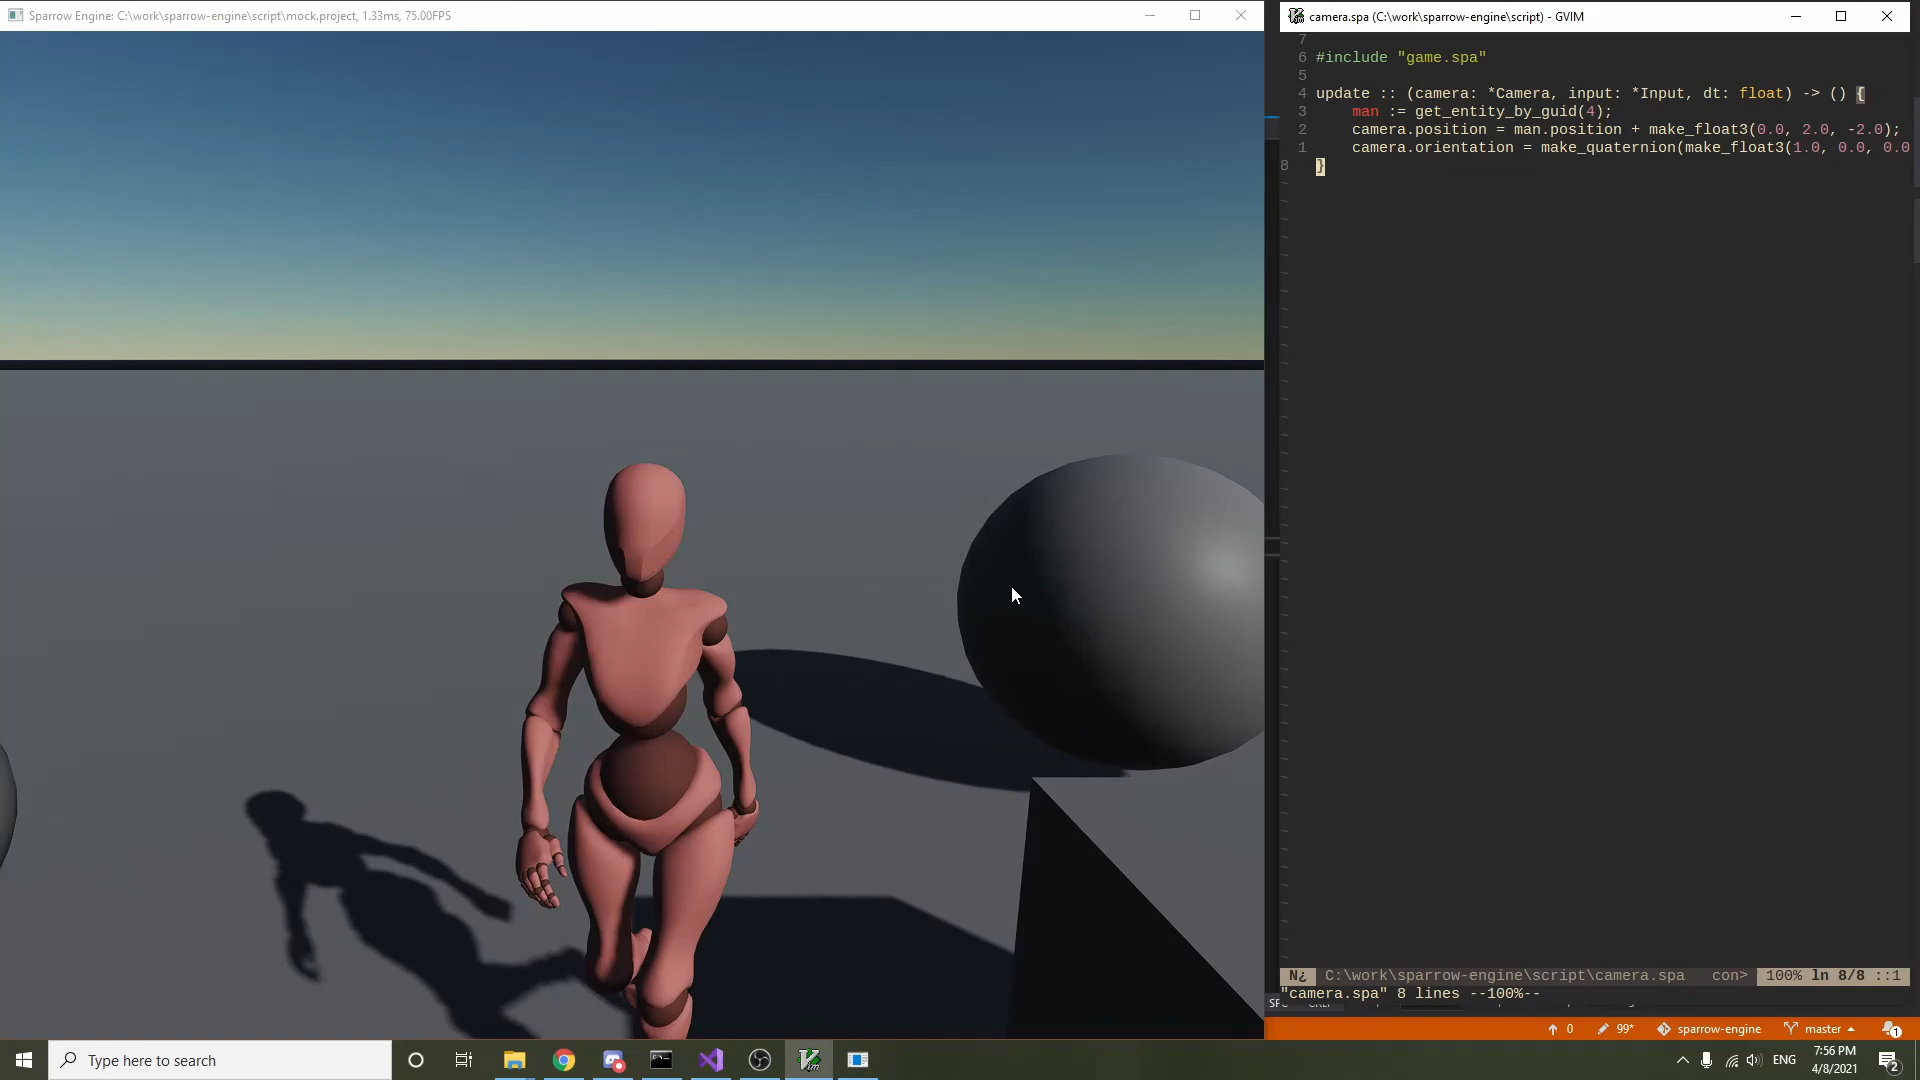 Sparrow Engine: C:\work\sparrow-engine\script\mock.project, 1.33ms, 75.00FPS
camera.spa (C:\work\sparrow-engine\script) - GVIM
7
6 #include "game.spa"
5
4 update :: (camera: *Camera, input: *Input, dt: float) -> () {
3 man := get_entity_by_guid(4);
2 camera.position = man.position + make_float3(0.0, 2.0, -2.0);
1 camera.orientation = make_quaternion(make_float3(1.0, 0.0, 0.0
8 }
N¿ C:\work\sparrow-engine\script\camera.spa con> 100% ln 8/8 ::1
"camera.spa" 8 lines --100%--
0 99* sparrow-engine master 1
Type here to search
ENG
7:56 PM
4/8/2021
2